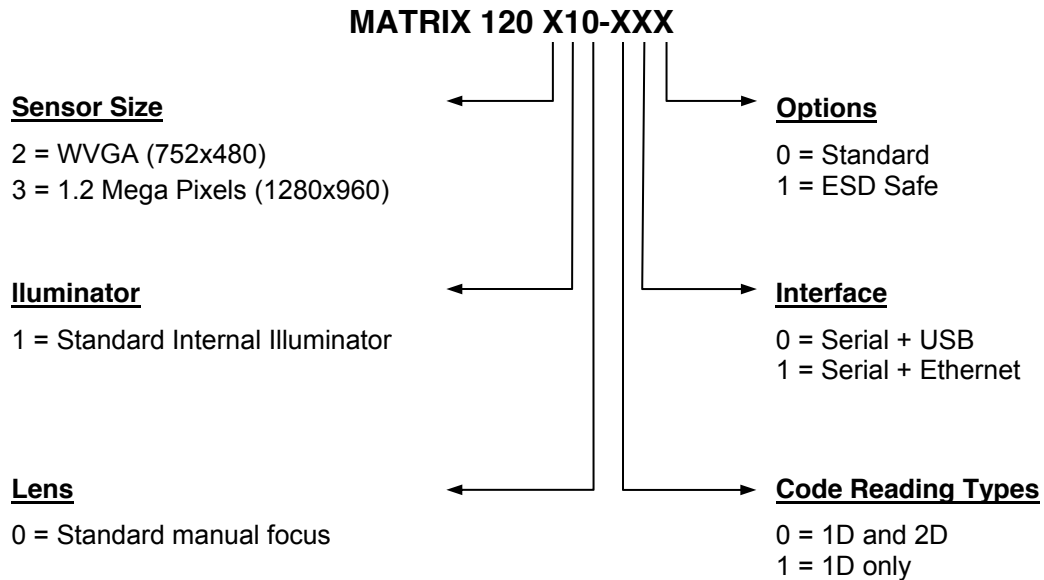 MATRIX 120 X10-XXX
Sensor Size
2 = WVGA (752x480)
3 = 1.2 Mega Pixels (1280x960)
Options
0 = Standard
1 = ESD Safe
Iluminator
1 = Standard Internal Illuminator
Interface
0 = Serial + USB
1 = Serial + Ethernet
Lens
0 = Standard manual focus
Code Reading Types
0 = 1D and 2D
1 = 1D only